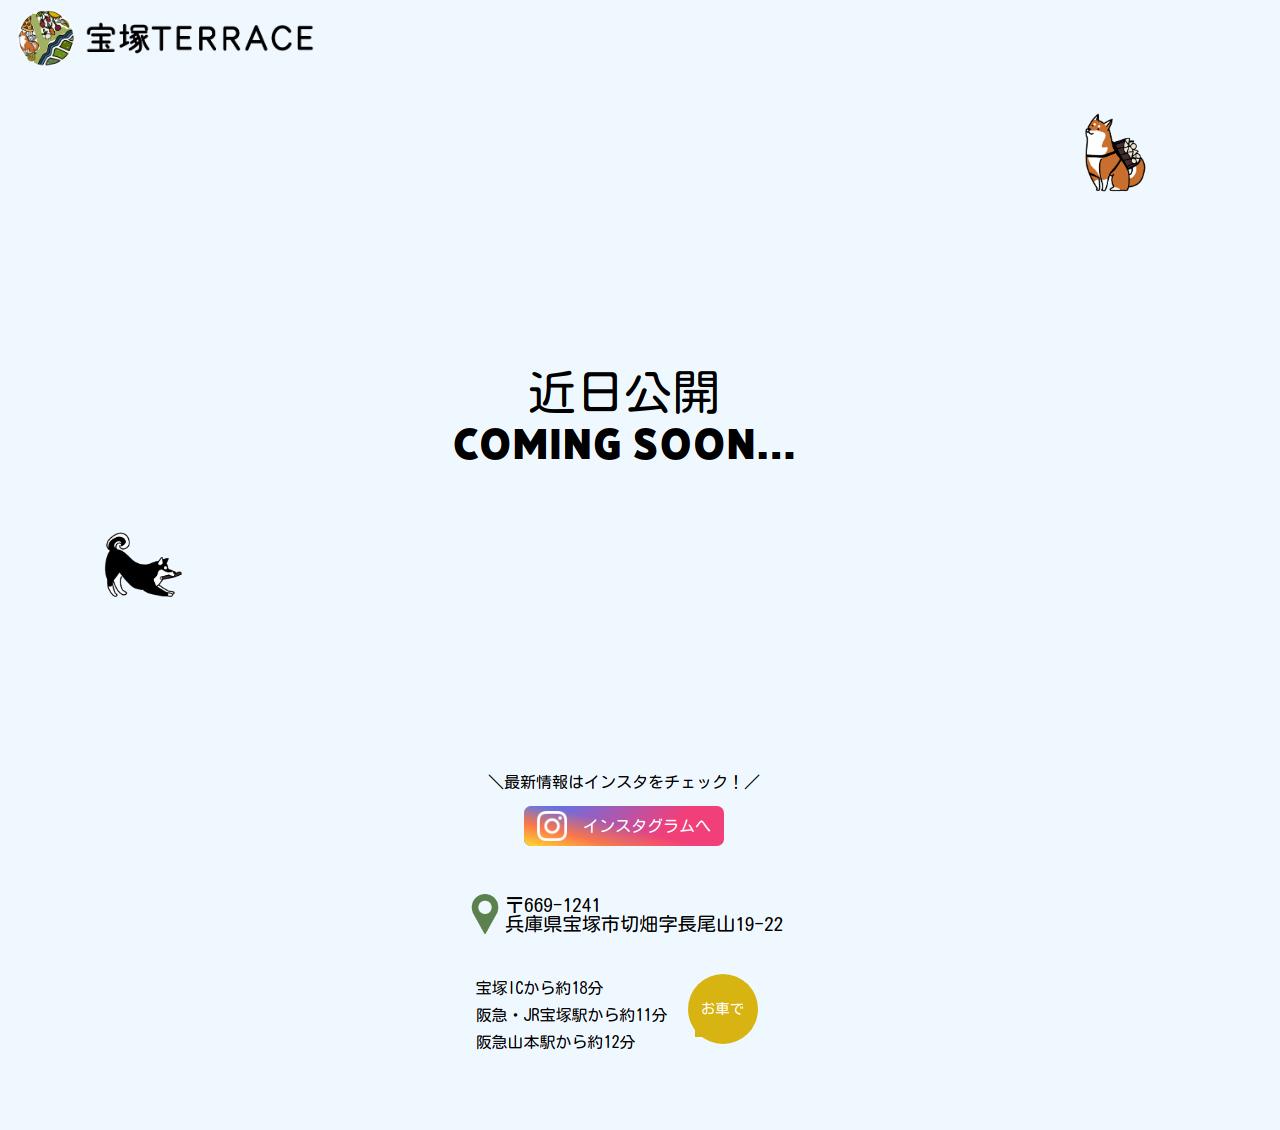 宝塚TERRACE
近日公開
COMING SOON...
＼最新情報はインスタをチェック！／
インスタグラムへ
〒669-1241
兵庫県宝塚市切畑字長尾山19-22
宝塚ICから約18分
阪急・JR宝塚駅から約11分
阪急山本駅から約12分
お車で